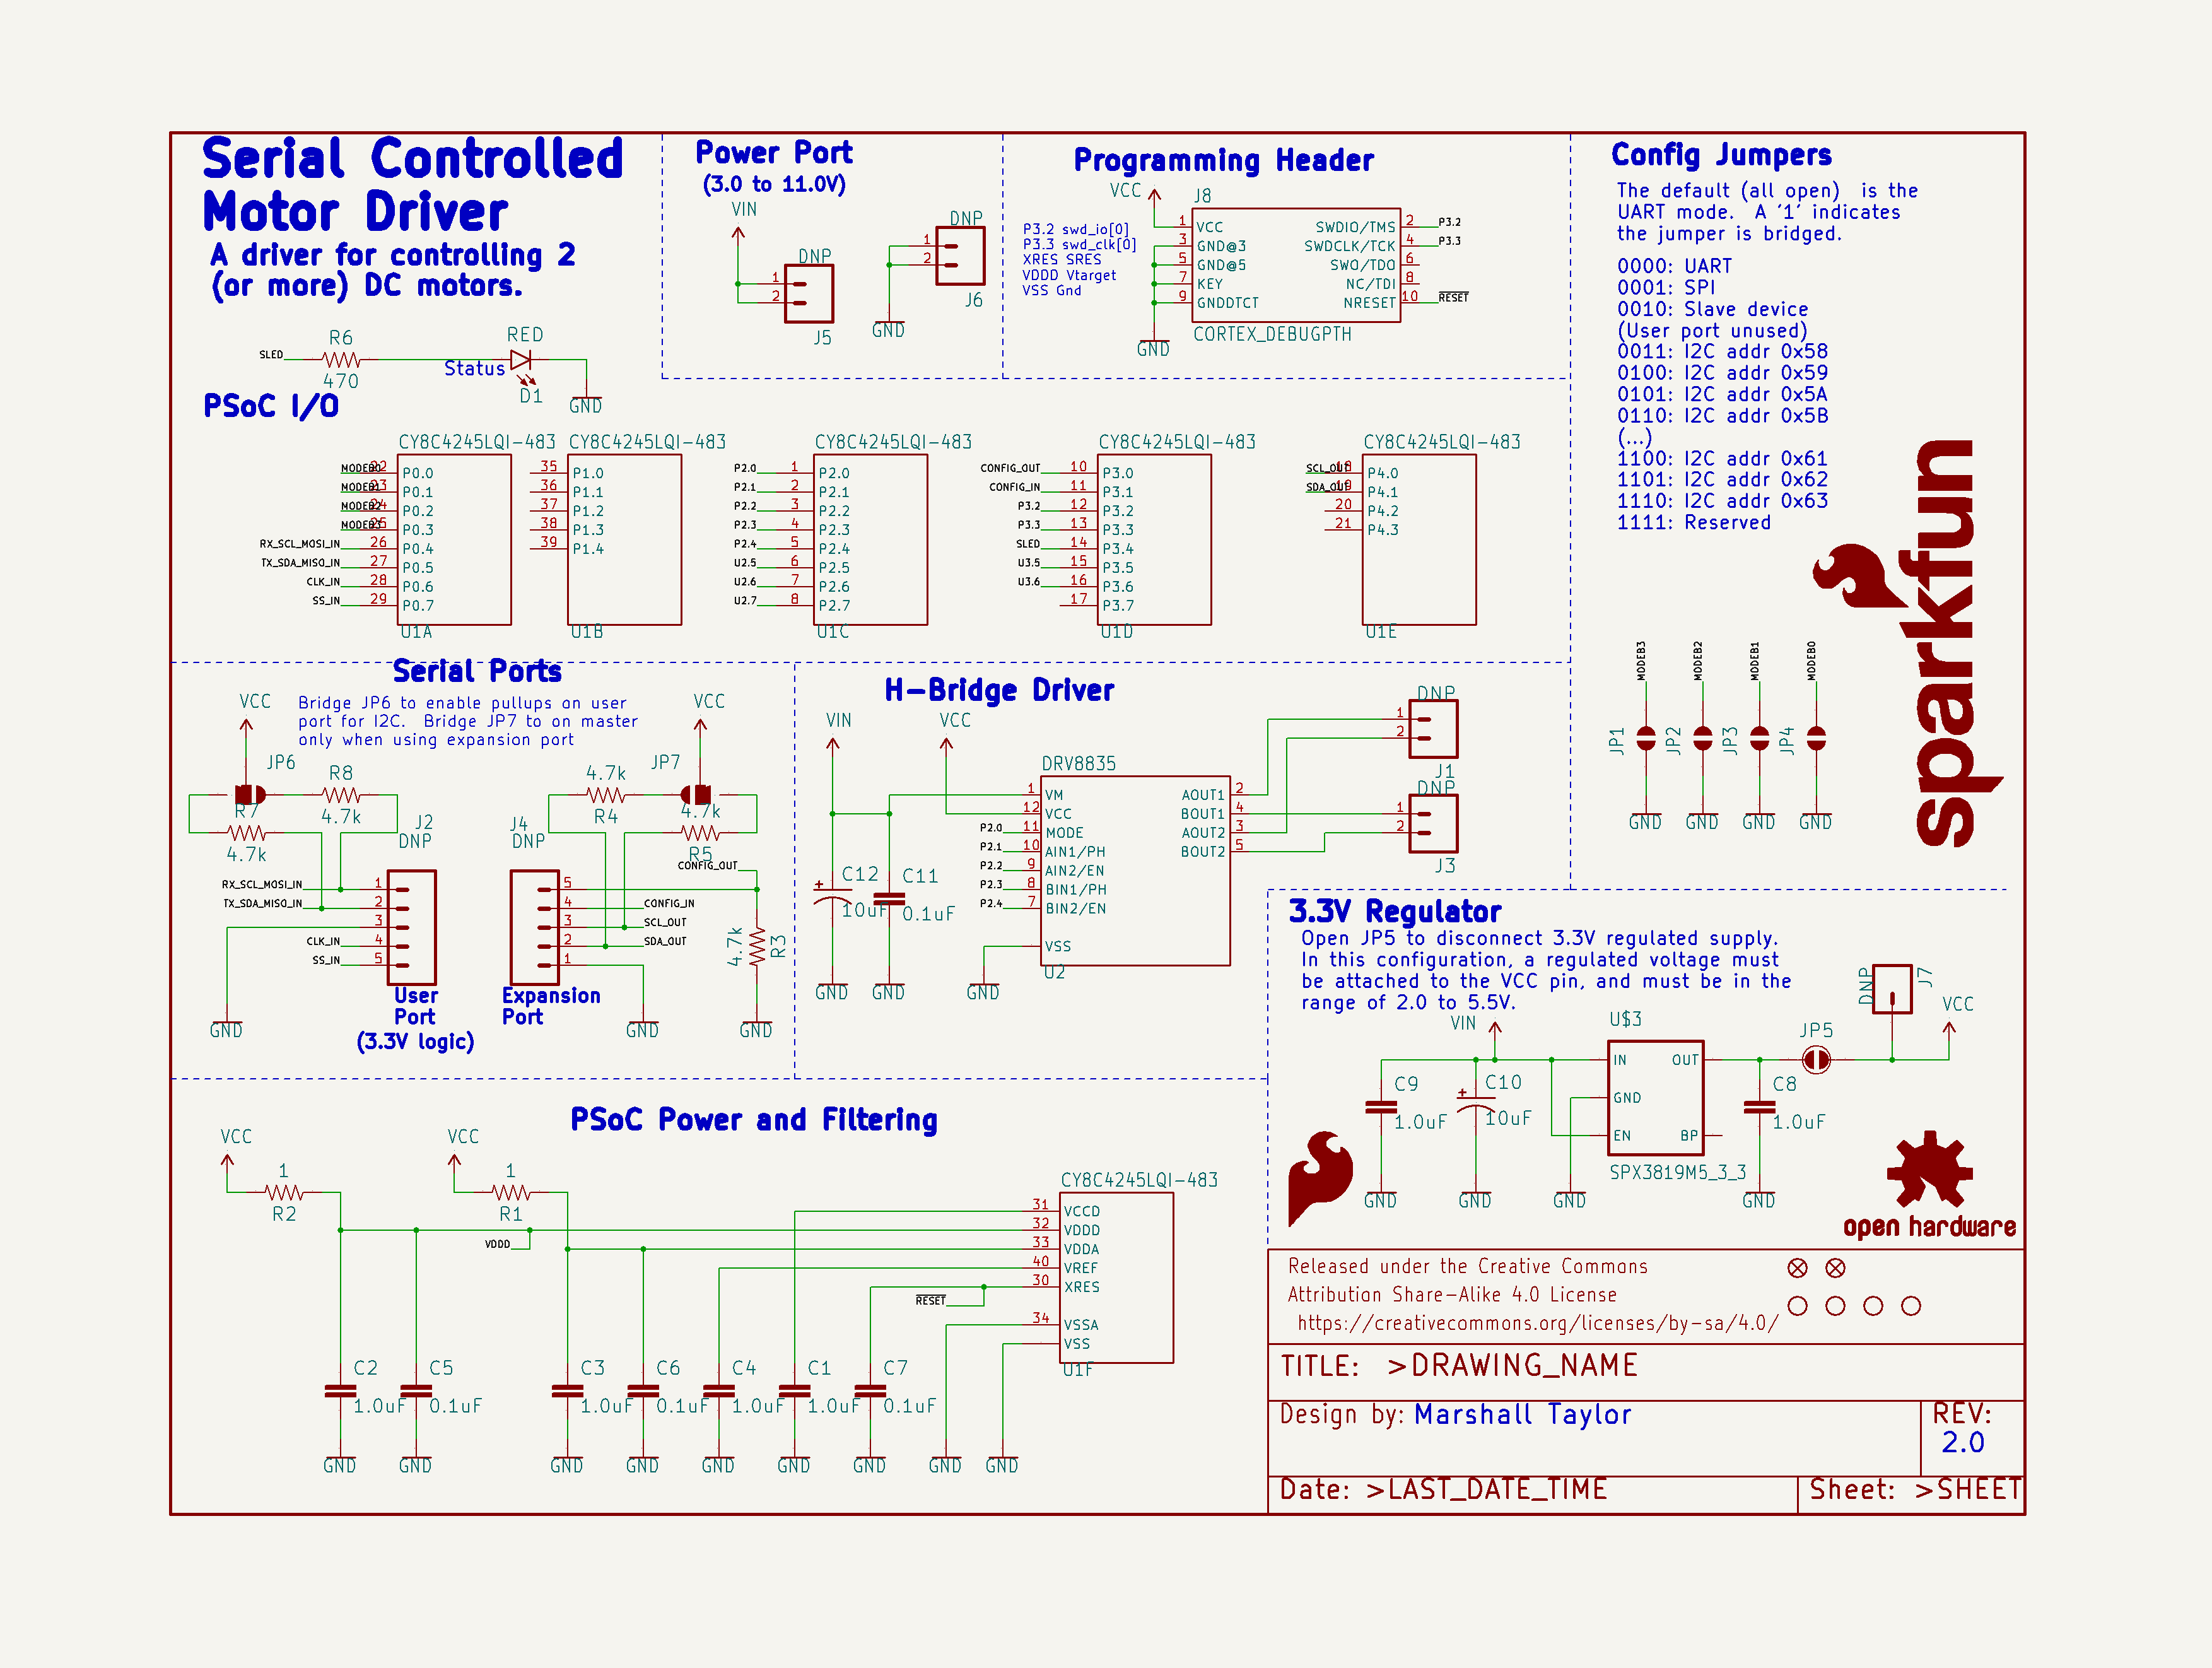 Serial Controlled
Motor Driver
A driver for controlling 2
(or more) DC motors.
SLED
R6
470
Status
RED
D1
GND
Power Port
(3.0 to 11.0V)
VIN
DNP
1
2
J5
DNP
1
2
J6
GND
Programming Header
VCC
J8
P3.2 swd_io[0]
P3.3 swd_clk[0]
XRES SRES
VDDD Vtarget
VSS Gnd
1 VCC SWDIO/TMS 2 P3.2
3 GND@3 SWDCLK/TCK 4 P3.3
5 GND@5 SWO/TDO 6
7 KEY NC/TDI 8
9 GNDDTCT NRESET 10 RESET
CORTEX_DEBUGPTH
GND
Config Jumpers
The default (all open) is the
UART mode. A '1' indicates
the jumper is bridged.
0000: UART
0001: SPI
0010: Slave device
(User port unused)
0011: I2C addr 0x58
0100: I2C addr 0x59
0101: I2C addr 0x5A
0110: I2C addr 0x5B
(...)
1100: I2C addr 0x61
1101: I2C addr 0x62
1110: I2C addr 0x63
1111: Reserved
sparkfun
MODEB3
MODEB2
MODEB1
MODEB0
JP1
JP2
JP3
JP4
GND
GND
GND
GND
PSoC I/O
CY8C4245LQI-483
MODEB0 22 P0.0
MODEB1 23 P0.1
MODEB2 24 P0.2
MODEB3 25 P0.3
RX_SCL_MOSI_IN 26 P0.4
TX_SDA_MISO_IN 27 P0.5
CLK_IN 28 P0.6
SS_IN 29 P0.7
U1A
CY8C4245LQI-483
35 P1.0
36 P1.1
37 P1.2
38 P1.3
39 P1.4
U1B
CY8C4245LQI-483
P2.0 1 P2.0
P2.1 2 P2.1
P2.2 3 P2.2
P2.3 4 P2.3
P2.4 5 P2.4
U2.5 6 P2.5
U2.6 7 P2.6
U2.7 8 P2.7
U1C
CY8C4245LQI-483
CONFIG_OUT 10 P3.0
CONFIG_IN 11 P3.1
P3.2 12 P3.2
P3.3 13 P3.3
SLED 14 P3.4
U3.5 15 P3.5
U3.6 16 P3.6
17 P3.7
U1D
CY8C4245LQI-483
SCL_OUT 18 P4.0
SDA_OUT 19 P4.1
20 P4.2
21 P4.3
U1E
Serial Ports
Bridge JP6 to enable pullups on user
port for I2C. Bridge JP7 to on master
only when using expansion port
VCC
JP6
R8
4.7k
R7
4.7k
J2
DNP
RX_SCL_MOSI_IN 1
TX_SDA_MISO_IN 2
3
CLK_IN 4
SS_IN 5
GND
User
Port
(3.3V logic)
VCC
JP7
4.7k
R4
4.7k
R5
J4
DNP
CONFIG_OUT
5
4 CONFIG_IN
3 SCL_OUT
2 SDA_OUT
1
4.7k
R3
Expansion
Port
GND
GND
H-Bridge Driver
VIN
VCC
DRV8835
1 VM AOUT1 2
12 VCC BOUT1 4
P2.0 11 MODE AOUT2 3
P2.1 10 AIN1/PH BOUT2 5
P2.2 9 AIN2/EN
P2.3 8 BIN1/PH
P2.4 7 BIN2/EN
VSS
U2
C12
10uF
C11
0.1uF
GND
GND
GND
DNP
1
2
J1
DNP
1
2
J3
3.3V Regulator
Open JP5 to disconnect 3.3V regulated supply.
In this configuration, a regulated voltage must
be attached to the VCC pin, and must be in the
range of 2.0 to 5.5V.
VIN
U$3
IN OUT
GND
EN BP
SPX3819M5_3_3
C9
1.0uF
C10
10uF
C8
1.0uF
JP5
DNP
J7
VCC
GND
GND
GND
GND
open hardware
PSoC Power and Filtering
VCC
1
R2
VCC
1
R1
VDDD
CY8C4245LQI-483
31 VCCD
32 VDDD
33 VDDA
40 VREF
30 XRES
RESET
34 VSSA
VSS
U1F
C2
1.0uF
C5
0.1uF
C3
1.0uF
C6
0.1uF
C4
1.0uF
C1
1.0uF
C7
0.1uF
GND
GND
GND
GND
GND
GND
GND
GND
GND
Released under the Creative Commons
Attribution Share-Alike 4.0 License
https://creativecommons.org/licenses/by-sa/4.0/
TITLE: >DRAWING_NAME
Design by: Marshall Taylor
REV:
2.0
Date: >LAST_DATE_TIME
Sheet: >SHEET